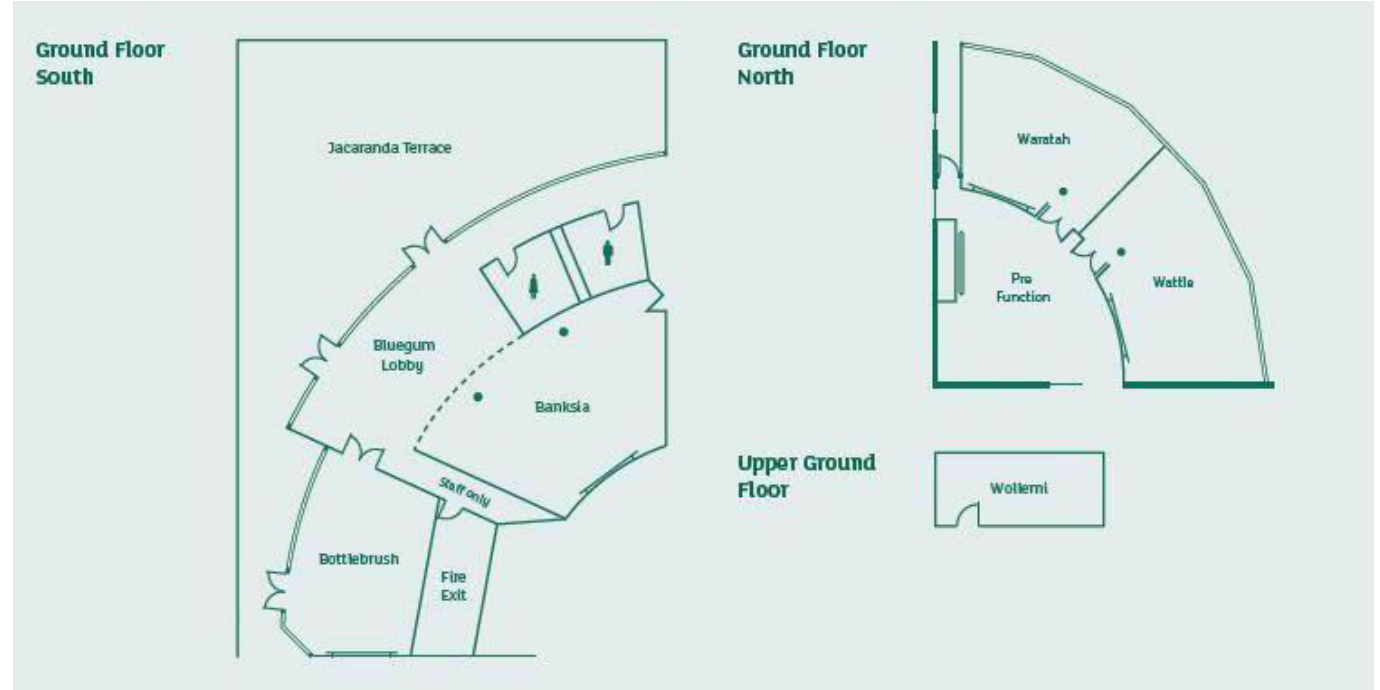 Ground Floor
South
Jacaranda Terrace
Bluegum
Lobby
Banksia
Staff only
Bottlebrush
Fire
Exit
Ground Floor
North
Waratah
Pre
Function
Wattle
Upper Ground
Floor
Wollemi